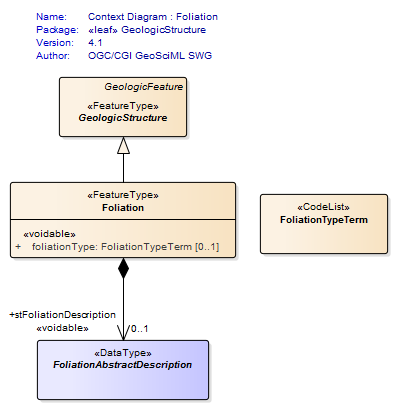 Name: Context Diagram : Foliation
Package: «leaf» GeologicStructure
Version: 4.1
Author: OGC/CGI GeoSciML SWG
GeologicFeature
«FeatureType»
GeologicStructure
«FeatureType»
Foliation
«voidable»
+ foliationType: FoliationTypeTerm [0..1]
«CodeList»
FoliationTypeTerm
+stFoliationDescription
«voidable» 0..1
«DataType»
FoliationAbstractDescription